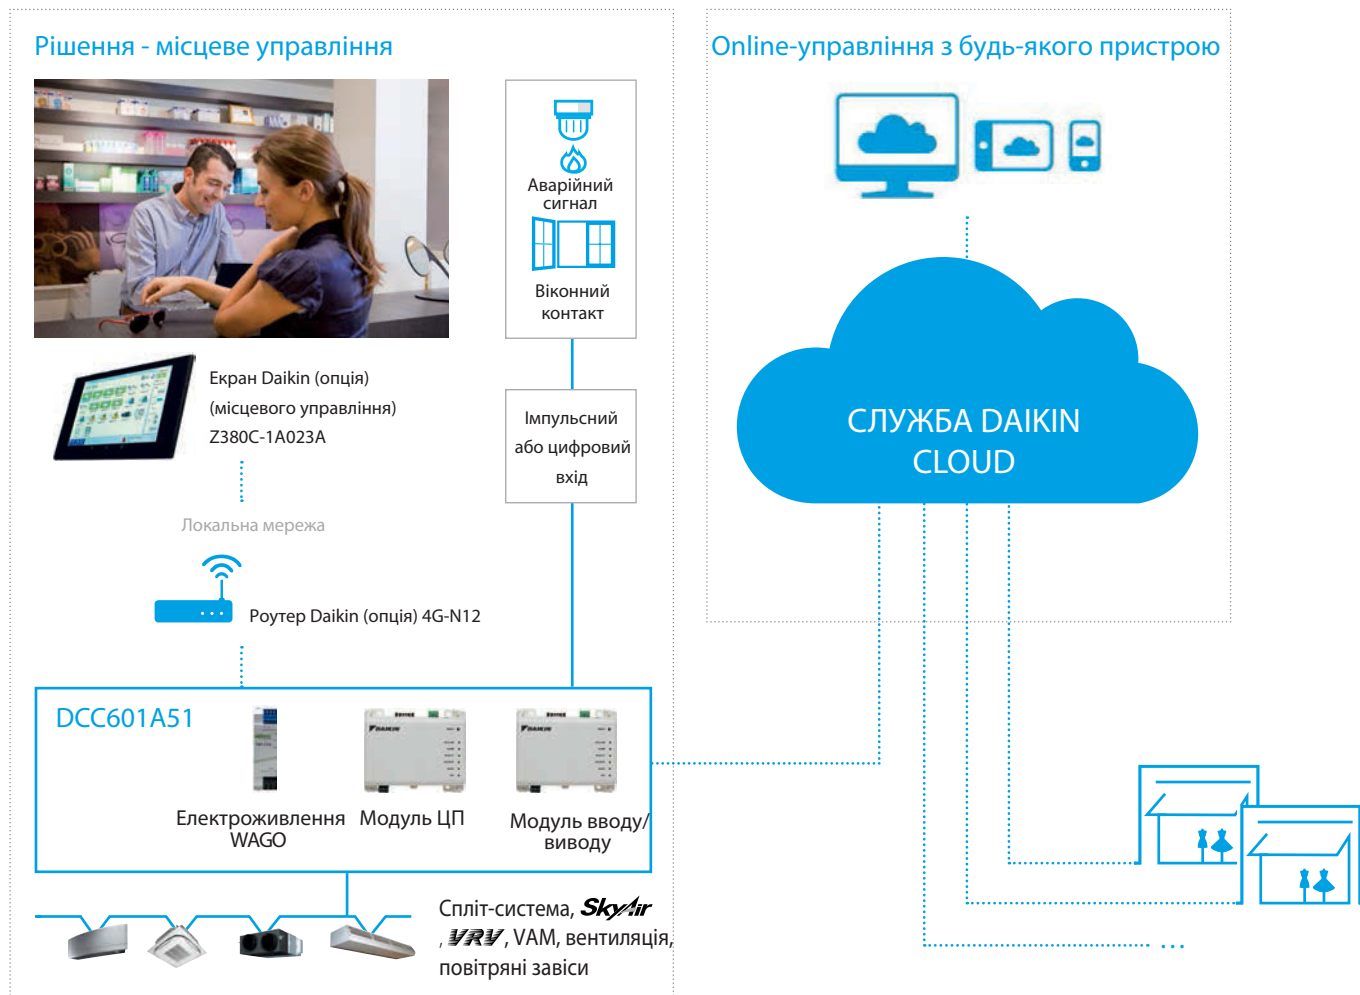 Рішення - місцеве управління
Аварійний
сигнал
Віконний
контакт
Екран Daikin (опція)
(місцевого управління)
Z380C-1A023A
Імпульсний
або цифровий
вхід
Локальна мережа
Роутер Daikin (опція) 4G-N12
DCC601A51
DAIKIN
DAIKIN
Електроживлення
WAGO
Модуль ЦП
Модуль вводу/
виводу
Спліт-система, SkyAir
, VRV, VAM, вентиляція,
повітряні завіси
Online-управління з будь-якого пристрою
СЛУЖБА DAIKIN
CLOUD
...